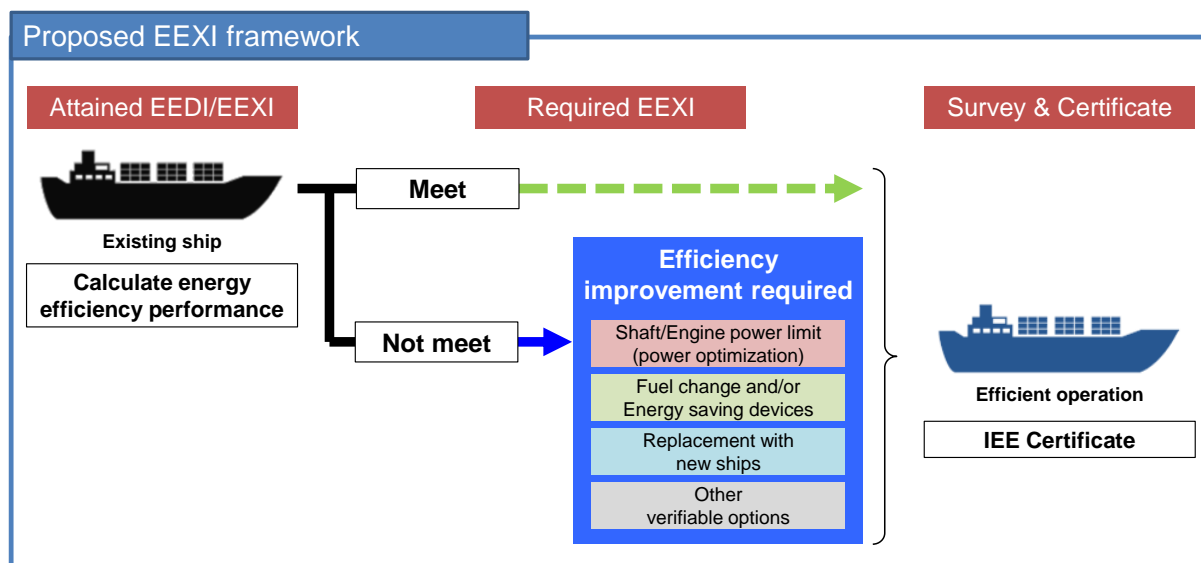 Proposed EEXI framework
Attained EEDI/EEXI
Required EEXI
Survey & Certificate
Existing ship
Calculate energy
efficiency performance
Meet
Not meet
Efficiency
improvement required
Shaft/Engine power limit
(power optimization)
Fuel change and/or
Energy saving devices
Replacement with
new ships
Other
verifiable options
Efficient operation
IEE Certificate